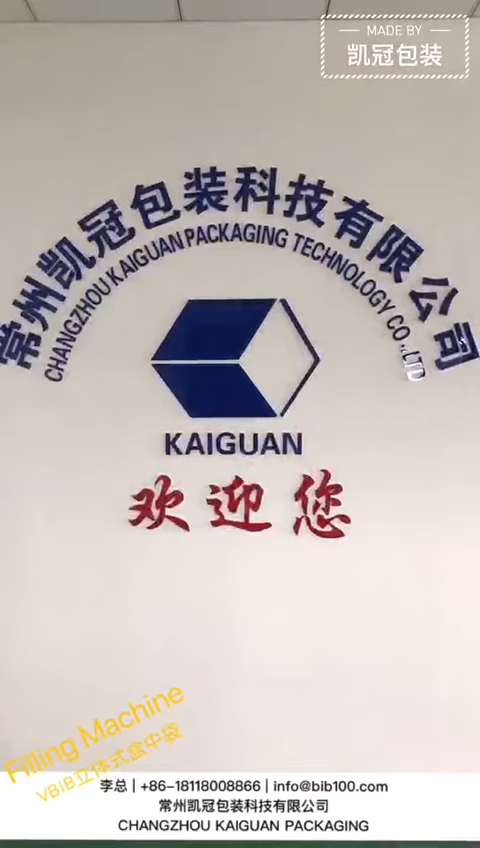 MADE BY
凯冠包装
常州凯冠包装科技有限公司
CHANGZHOU KAIGUAN PACKAGING TECHNOLOGY CO.,LTD
KAIGUAN
欢迎您
Filling Machine
VBIB立体式盒中袋
李总 | +86-18118008866 | info@bib100.com
常州凯冠包装科技有限公司
CHANGZHOU KAIGUAN PACKAGING